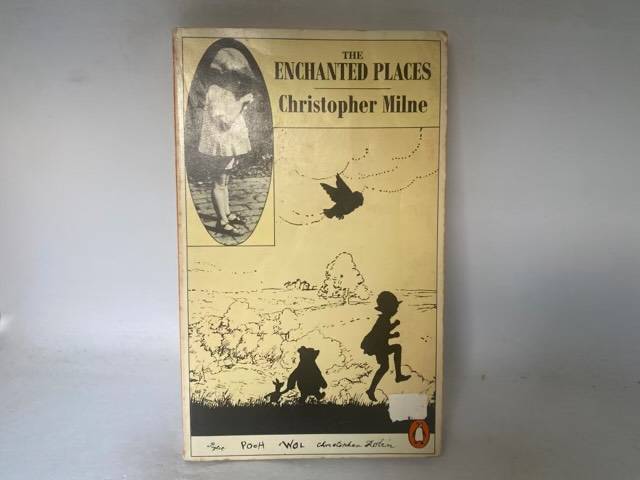 THE
ENCHANTED PLACES
Christopher Milne
POOH WOL Christopher Robin